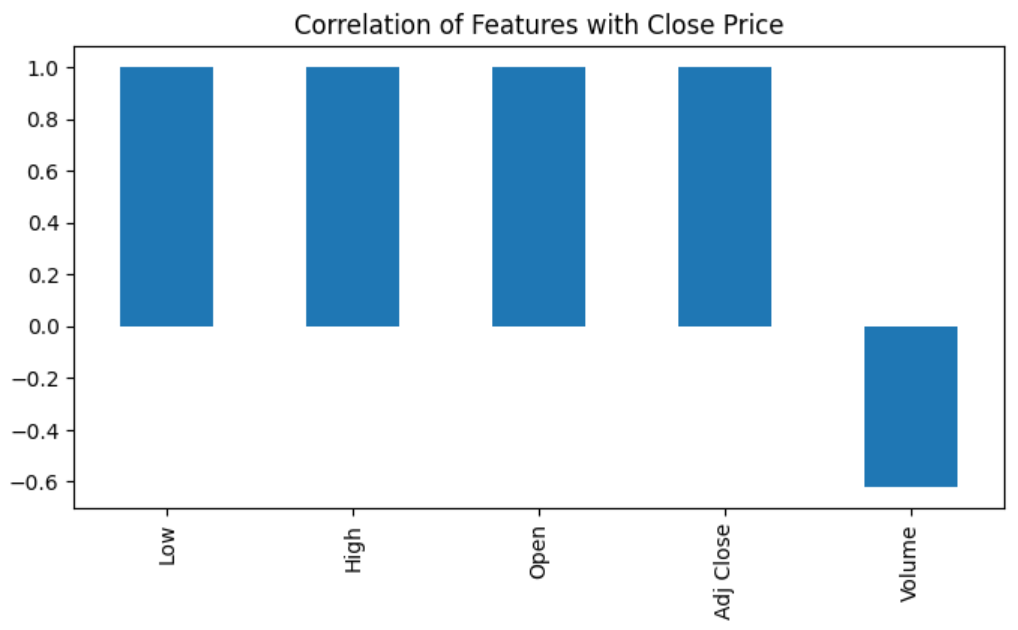 Correlation of Features with Close Price
1.0
0.8
0.6
0.4
0.2
0.0
−0.2
−0.4
−0.6
Low
High
Open
Adj Close
Volume